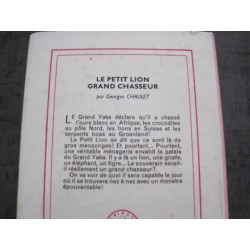 LE PETIT LION
GRAND CHASSEUR
par Georges CHAULET
LE Grand Yaka déclare qu'il a chassé
l'ours blanc en Afrique, les crocodiles
au pôle Nord, les lions en Suisse et les
serpents boas au Groenland!
Le Petit Lion se dit que ce sont là de
gros mensonges! Et pourtant... Pourtant,
une véritable ménagerie envahit le palais
du Grand Yaka. Il y a là un lion, une girafe,
un éléphant, un tigre... Le souverain serait-
il réellement un grand chasseur?
On va voir de quoi il sera capable le jour
où il se trouvera nez à nez avec un monstre
épouvantable!